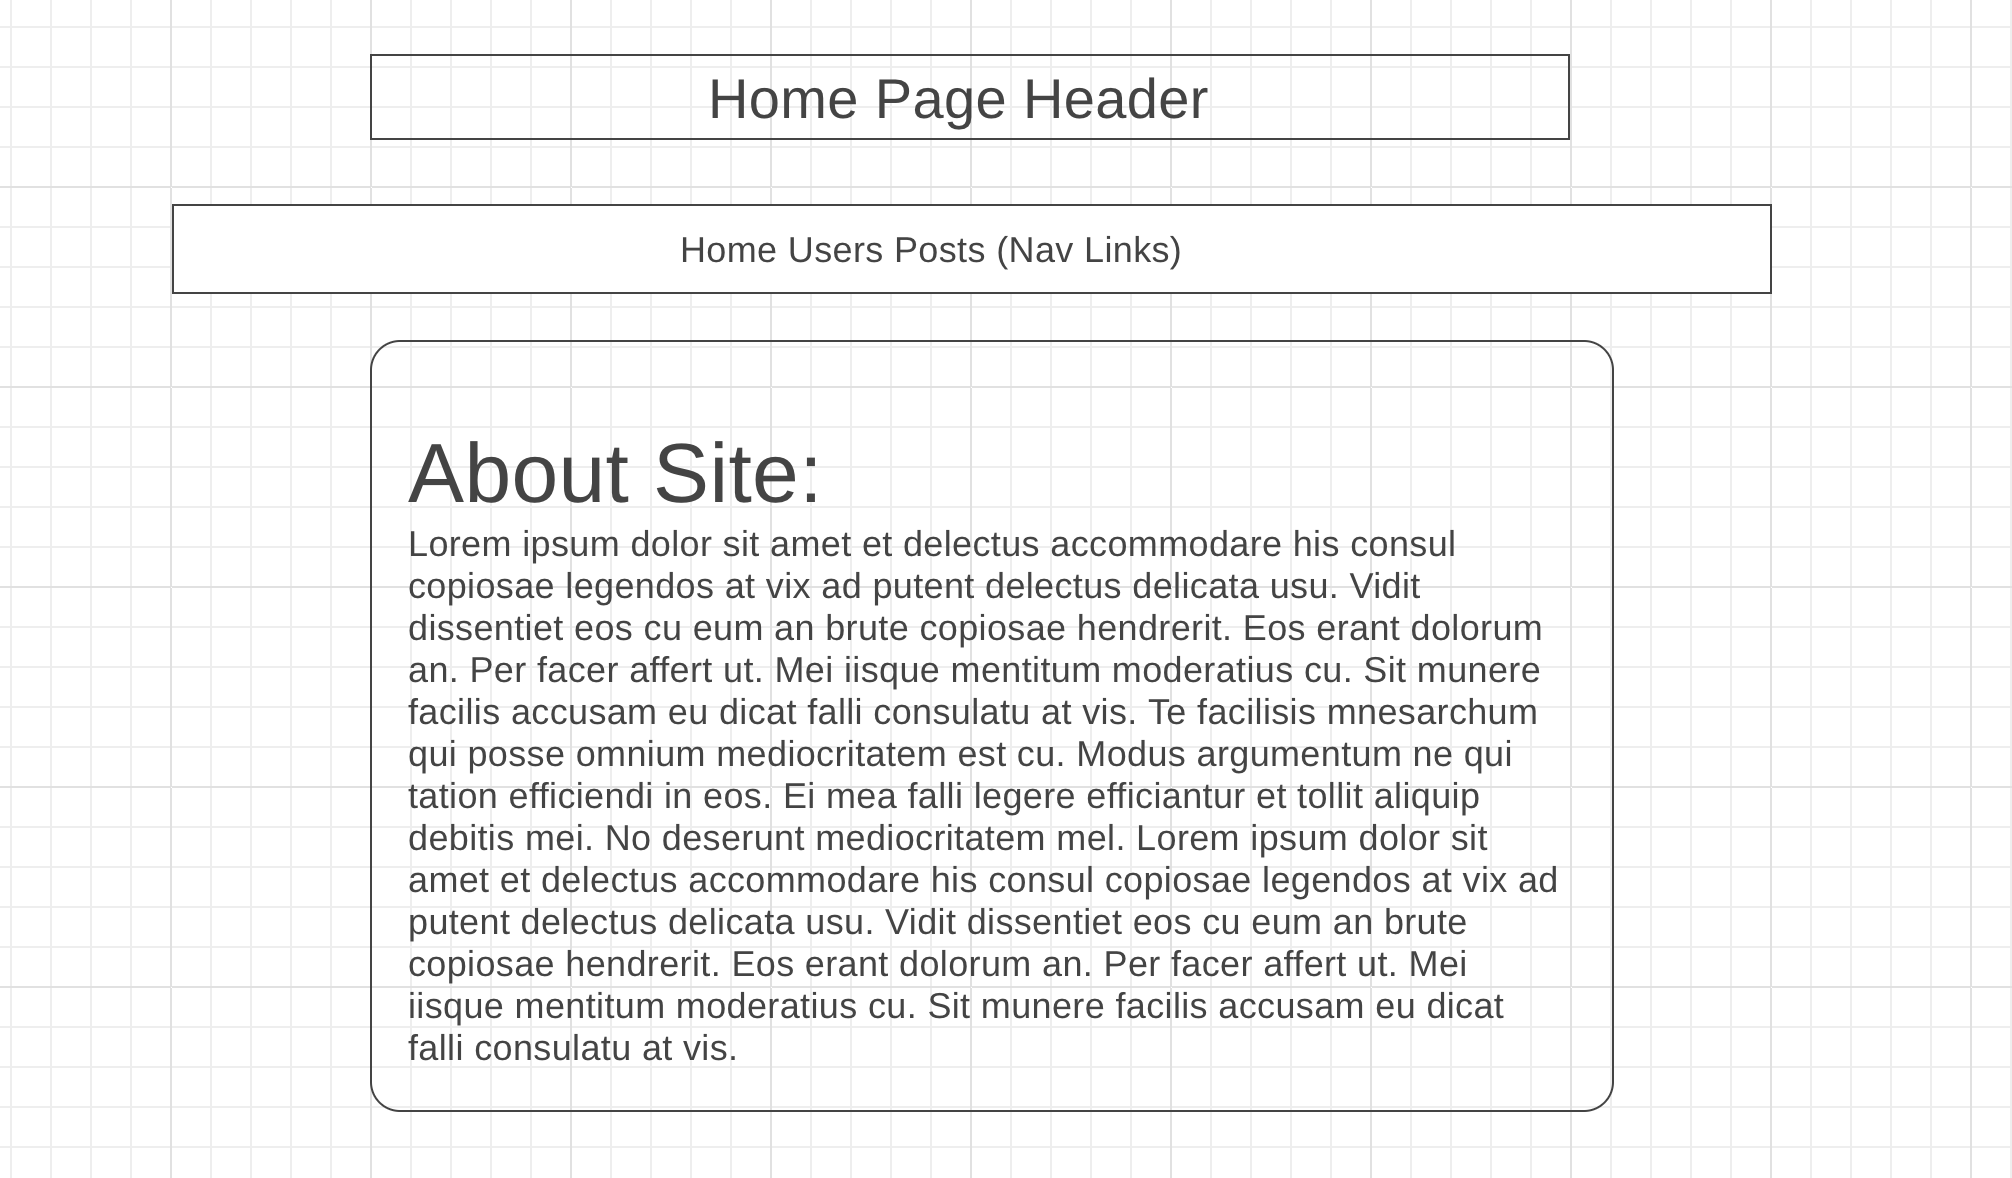 Home Page Header
Home Users Posts (Nav Links)
About Site:
Lorem ipsum dolor sit amet et delectus accommodare his consul
copiosae legendos at vix ad putent delectus delicata usu. Vidit
dissentiet eos cu eum an brute copiosae hendrerit. Eos erant dolorum
an. Per facer affert ut. Mei iisque mentitum moderatius cu. Sit munere
facilis accusam eu dicat falli consulatu at vis. Te facilisis mnesarchum
qui posse omnium mediocritatem est cu. Modus argumentum ne qui
tation efficiendi in eos. Ei mea falli legere efficiantur et tollit aliquip
debitis mei. No deserunt mediocritatem mel. Lorem ipsum dolor sit
amet et delectus accommodare his consul copiosae legendos at vix ad
putent delectus delicata usu. Vidit dissentiet eos cu eum an brute
copiosae hendrerit. Eos erant dolorum an. Per facer affert ut. Mei
iisque mentitum moderatius cu. Sit munere facilis accusam eu dicat
falli consulatu at vis.